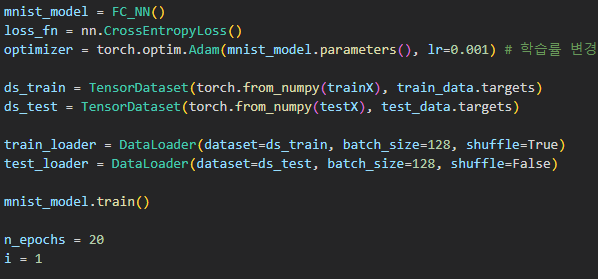 mnist_model = FC_NN()
loss_fn = nn.CrossEntropyLoss()
optimizer = torch.optim.Adam(mnist_model.parameters(), lr=0.001) # 학습률 변경
ds_train = TensorDataset(torch.from_numpy(trainX), train_data.targets)
ds_test = TensorDataset(torch.from_numpy(testX), test_data.targets)
train_loader = DataLoader(dataset=ds_train, batch_size=128, shuffle=True)
test_loader = DataLoader(dataset=ds_test, batch_size=128, shuffle=False)
mnist_model.train()
n_epochs = 20
i = 1